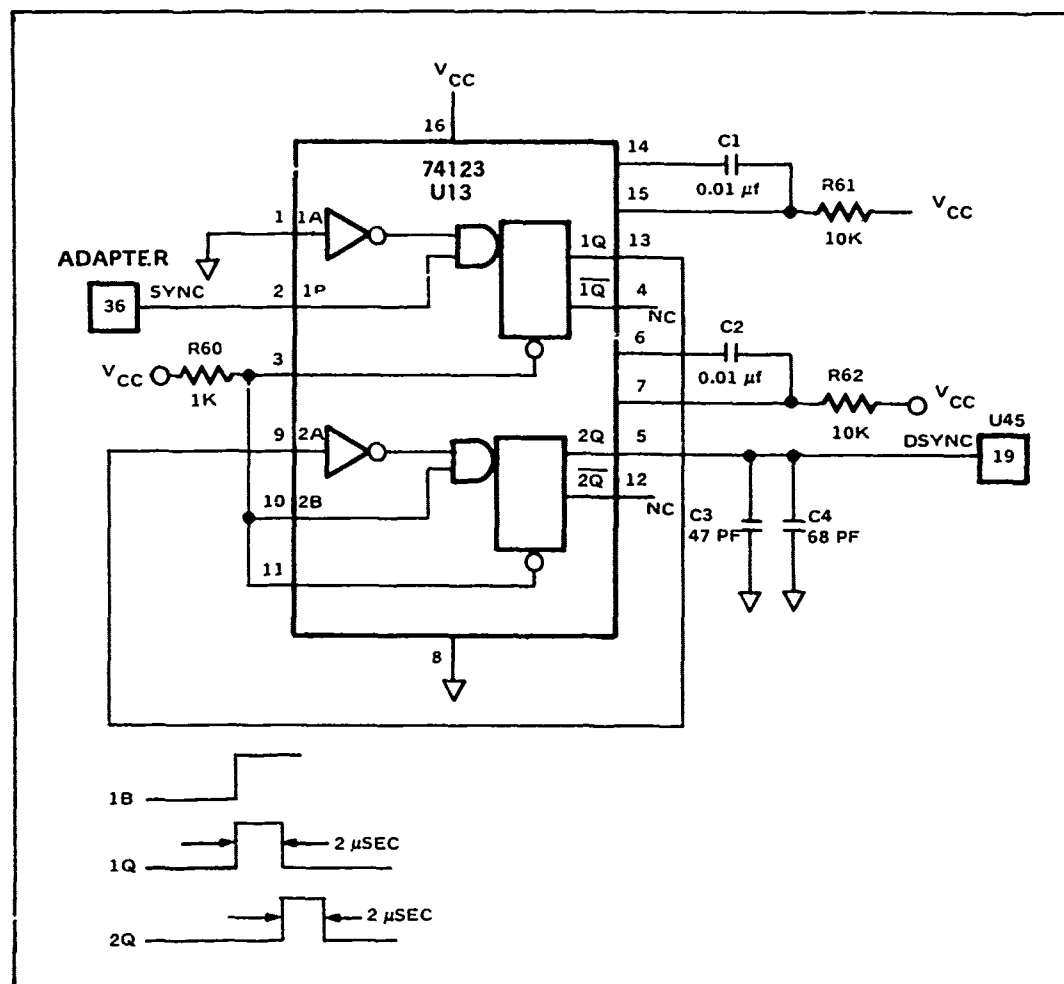 VCC
16
14
C1
74123
U13
0.01 µf
15
R61
VCC
10K
1
1A
1Q
13
ADAPTER
36
SYNC
2
1P
1Q
4
NC
6
C2
R60
VCC
1K
3
0.01 µf
7
R62
VCC
10K
9
2A
2Q
5
DSYNC
U45
19
2Q
12
NC
10
2B
C3
47 PF
C4
68 PF
11
8
1B
2 µSEC
1Q
2 µSEC
2Q